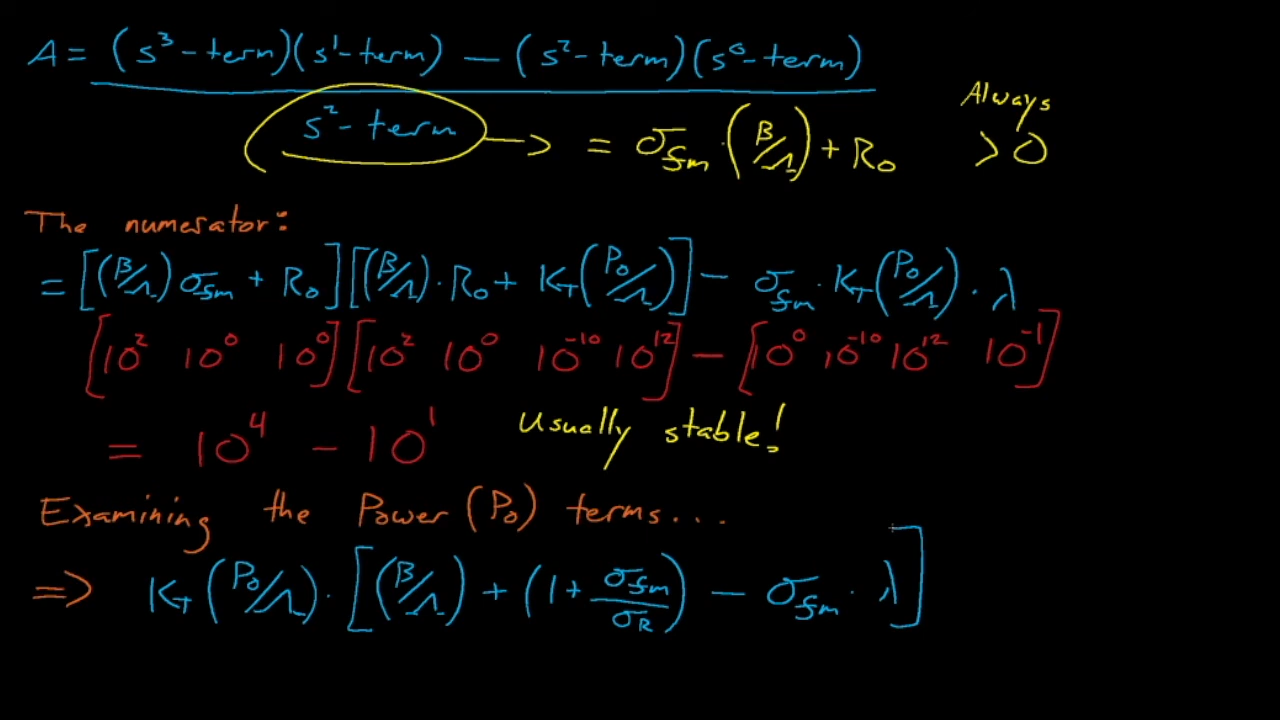 A = (s³-term)(s¹-term) — (s²-term)(s⁰-term)
Always
s²-term → = σ_fm · (β/Λ) + R₀ > 0
The numerator:
= [(β/Λ) σ_fm + R₀][(β/Λ) · R₀ + K_T (P₀/Λ)] — σ_fm · K_T (P₀/Λ) · λ
[10² 10⁰ 10⁰][10² 10⁰ 10⁻¹⁰ 10¹²] — [10⁰ 10⁻¹⁰ 10¹² 10⁻¹]
= 10⁴ - 10¹ Usually stable!
Examining the Power (P₀) terms...
⇒ K_T (P₀/Λ) · [(β/Λ) + (1 + σ_fm/σ_R) — σ_fm · λ]